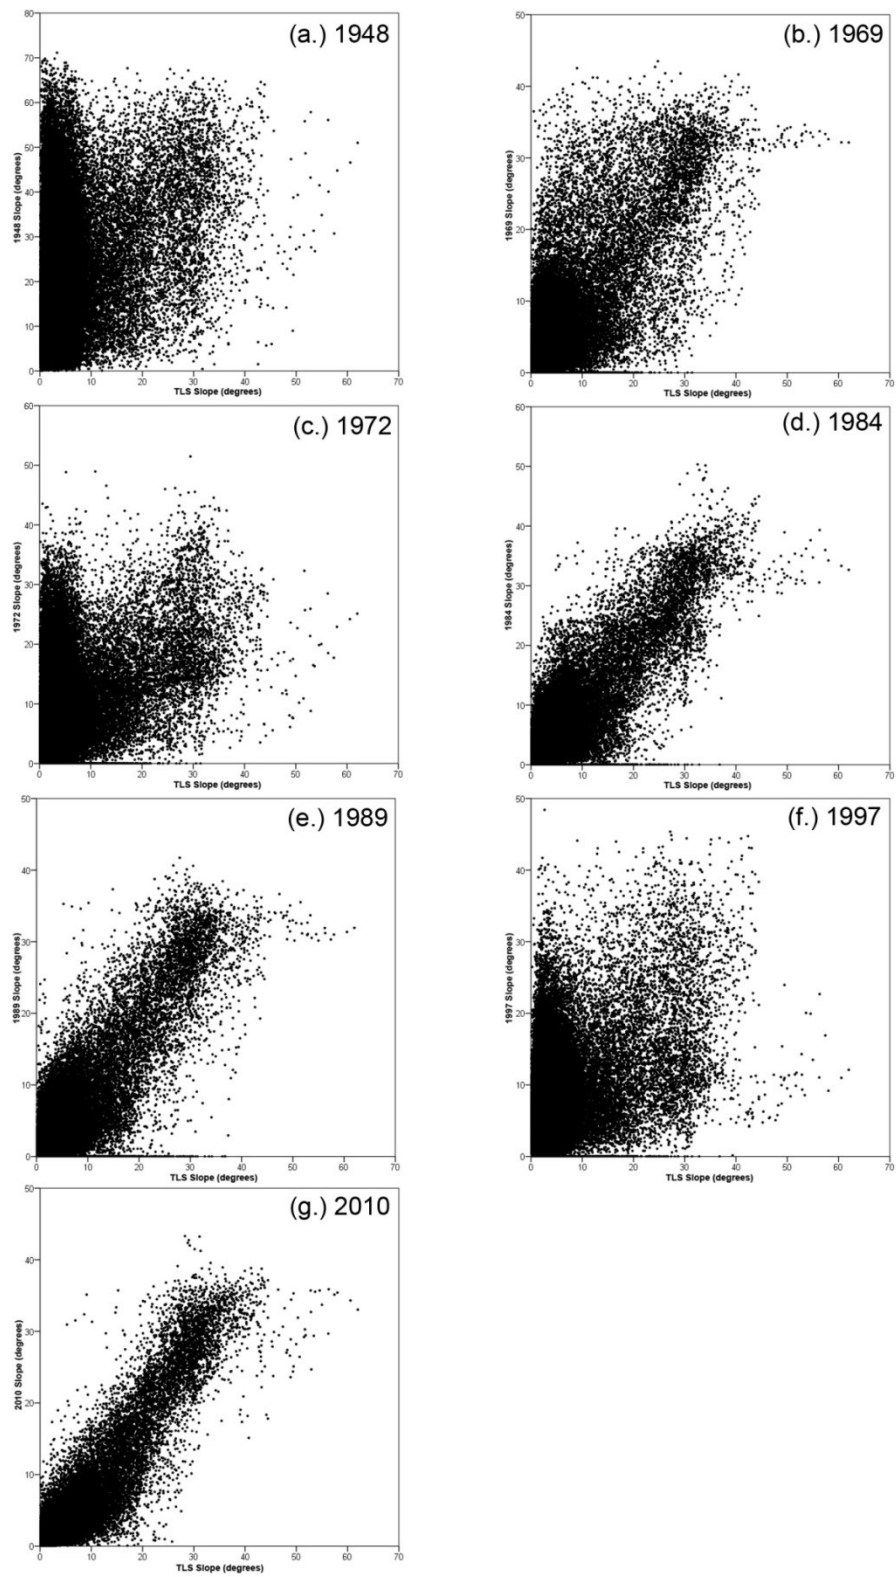 (a.) 1948
80
70
60
50
40
30
20
10
0
1948 Slope (degrees)
0 10 20 30 40 50 60 70
TLS Slope (degrees)
(b.) 1969
50
40
30
20
10
0
1969 Slope (degrees)
0 10 20 30 40 50 60 70
TLS Slope (degrees)
(c.) 1972
60
50
40
30
20
10
0
1972 Slope (degrees)
0 10 20 30 40 50 60 70
TLS Slope (degrees)
(d.) 1984
60
50
40
30
20
10
0
1984 Slope (degrees)
0 10 20 30 40 50 60 70
TLS Slope (degrees)
(e.) 1989
50
40
30
20
10
0
1989 Slope (degrees)
0 10 20 30 40 50 60 70
TLS Slope (degrees)
(f.) 1997
50
40
30
20
10
0
1997 Slope (degrees)
0 10 20 30 40 50 60 70
TLS Slope (degrees)
(g.) 2010
50
40
30
20
10
0
2010 Slope (degrees)
0 10 20 30 40 50 60 70
TLS Slope (degrees)